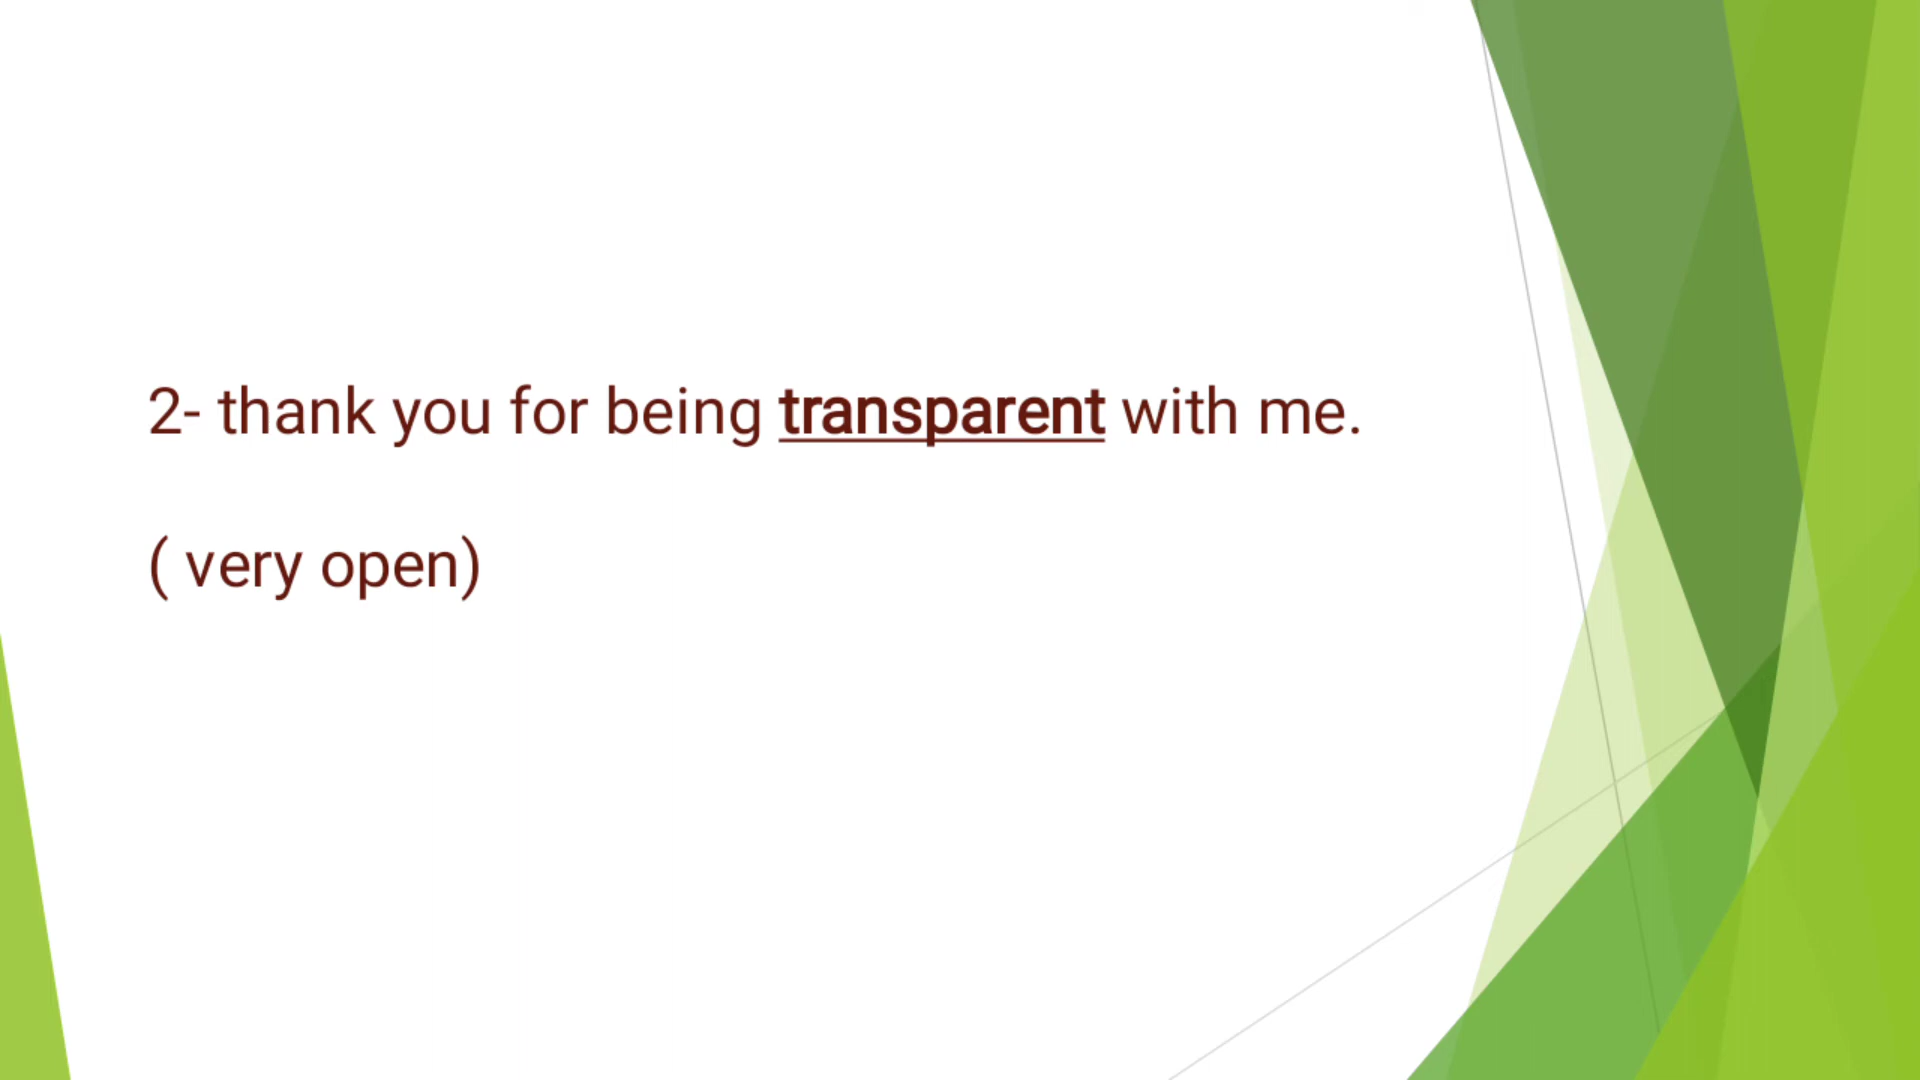 2- thank you for being transparent with me.
( very open)